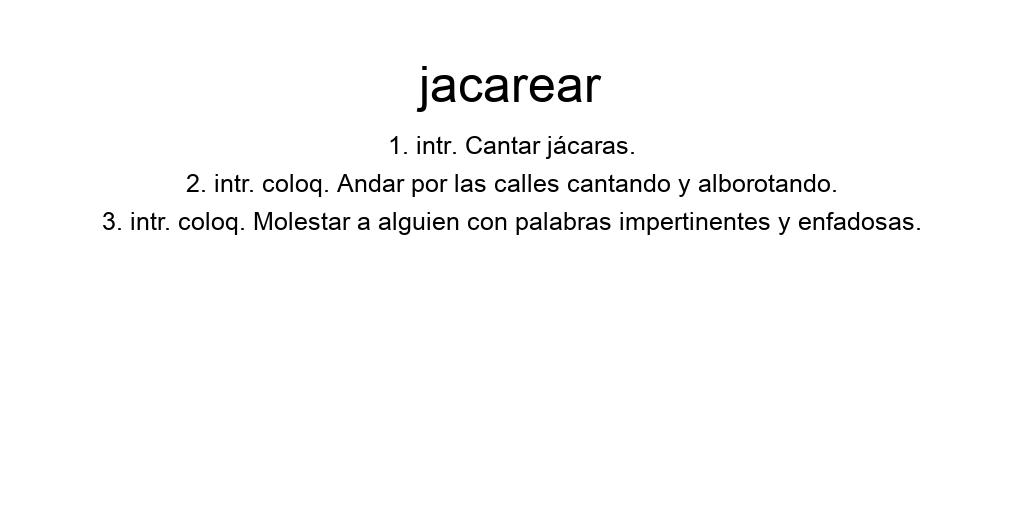 jacarear
1. intr. Cantar jácaras.
2. intr. coloq. Andar por las calles cantando y alborotando.
3. intr. coloq. Molestar a alguien con palabras impertinentes y enfadosas.